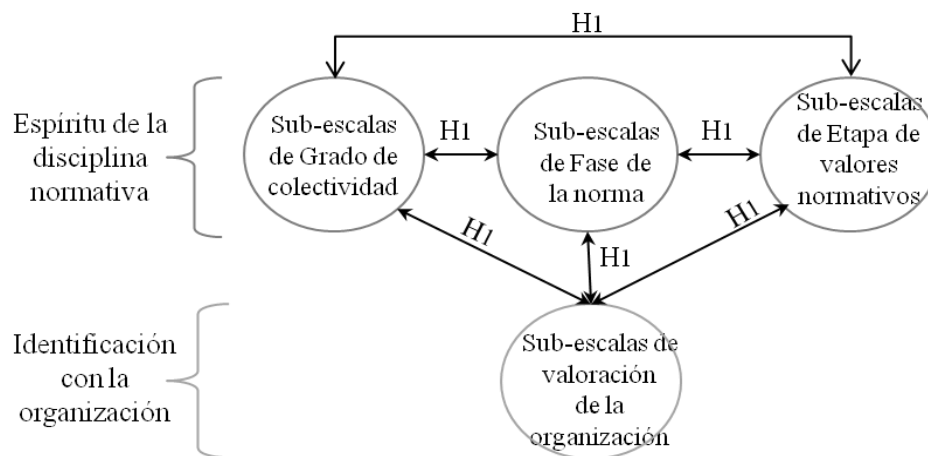 H1
Espíritu de la
disciplina
normativa
Sub-escalas
de Grado de
colectividad
H1
Sub-escalas
de Fase de
la norma
H1
Sub-escalas
de Etapa de
valores
normativos
H1
H1
H1
Identificación
con la
organización
Sub-escalas de
valoración
de la
organización